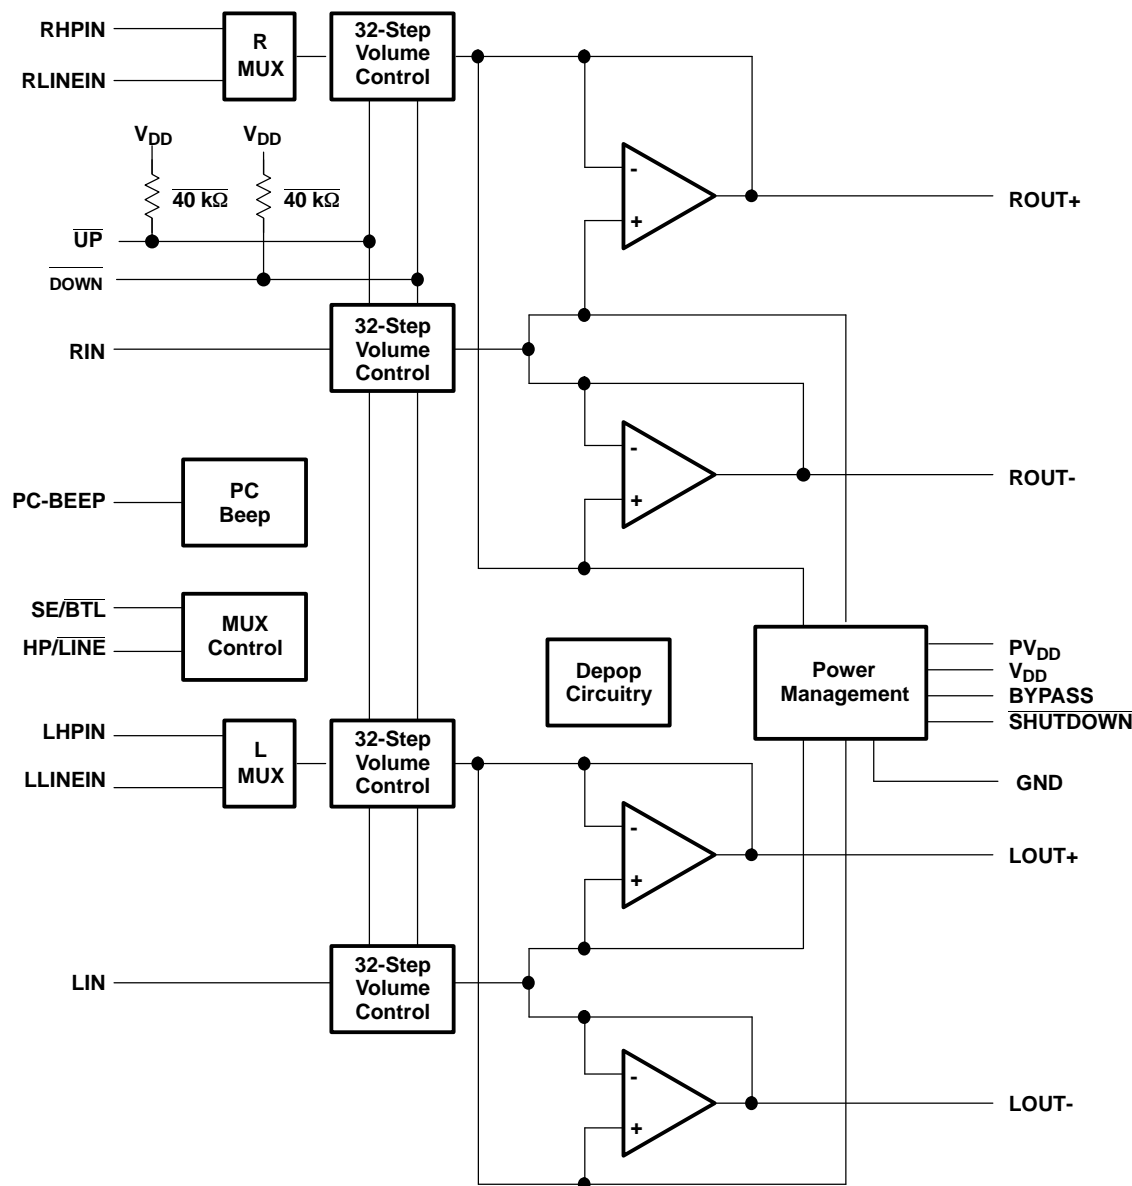 RHPIN
RLINEIN
R
MUX
32-Step
Volume
Control
VDD
VDD
40 kΩ
40 kΩ
UP
DOWN
-
+
ROUT+
RIN
32-Step
Volume
Control
-
+
ROUT-
PC-BEEP
PC
Beep
SE/BTL
HP/LINE
MUX
Control
Depop
Circuitry
Power
Management
PVDD
VDD
BYPASS
SHUTDOWN
GND
LHPIN
LLINEIN
L
MUX
32-Step
Volume
Control
-
+
LOUT+
LIN
32-Step
Volume
Control
-
+
LOUT-